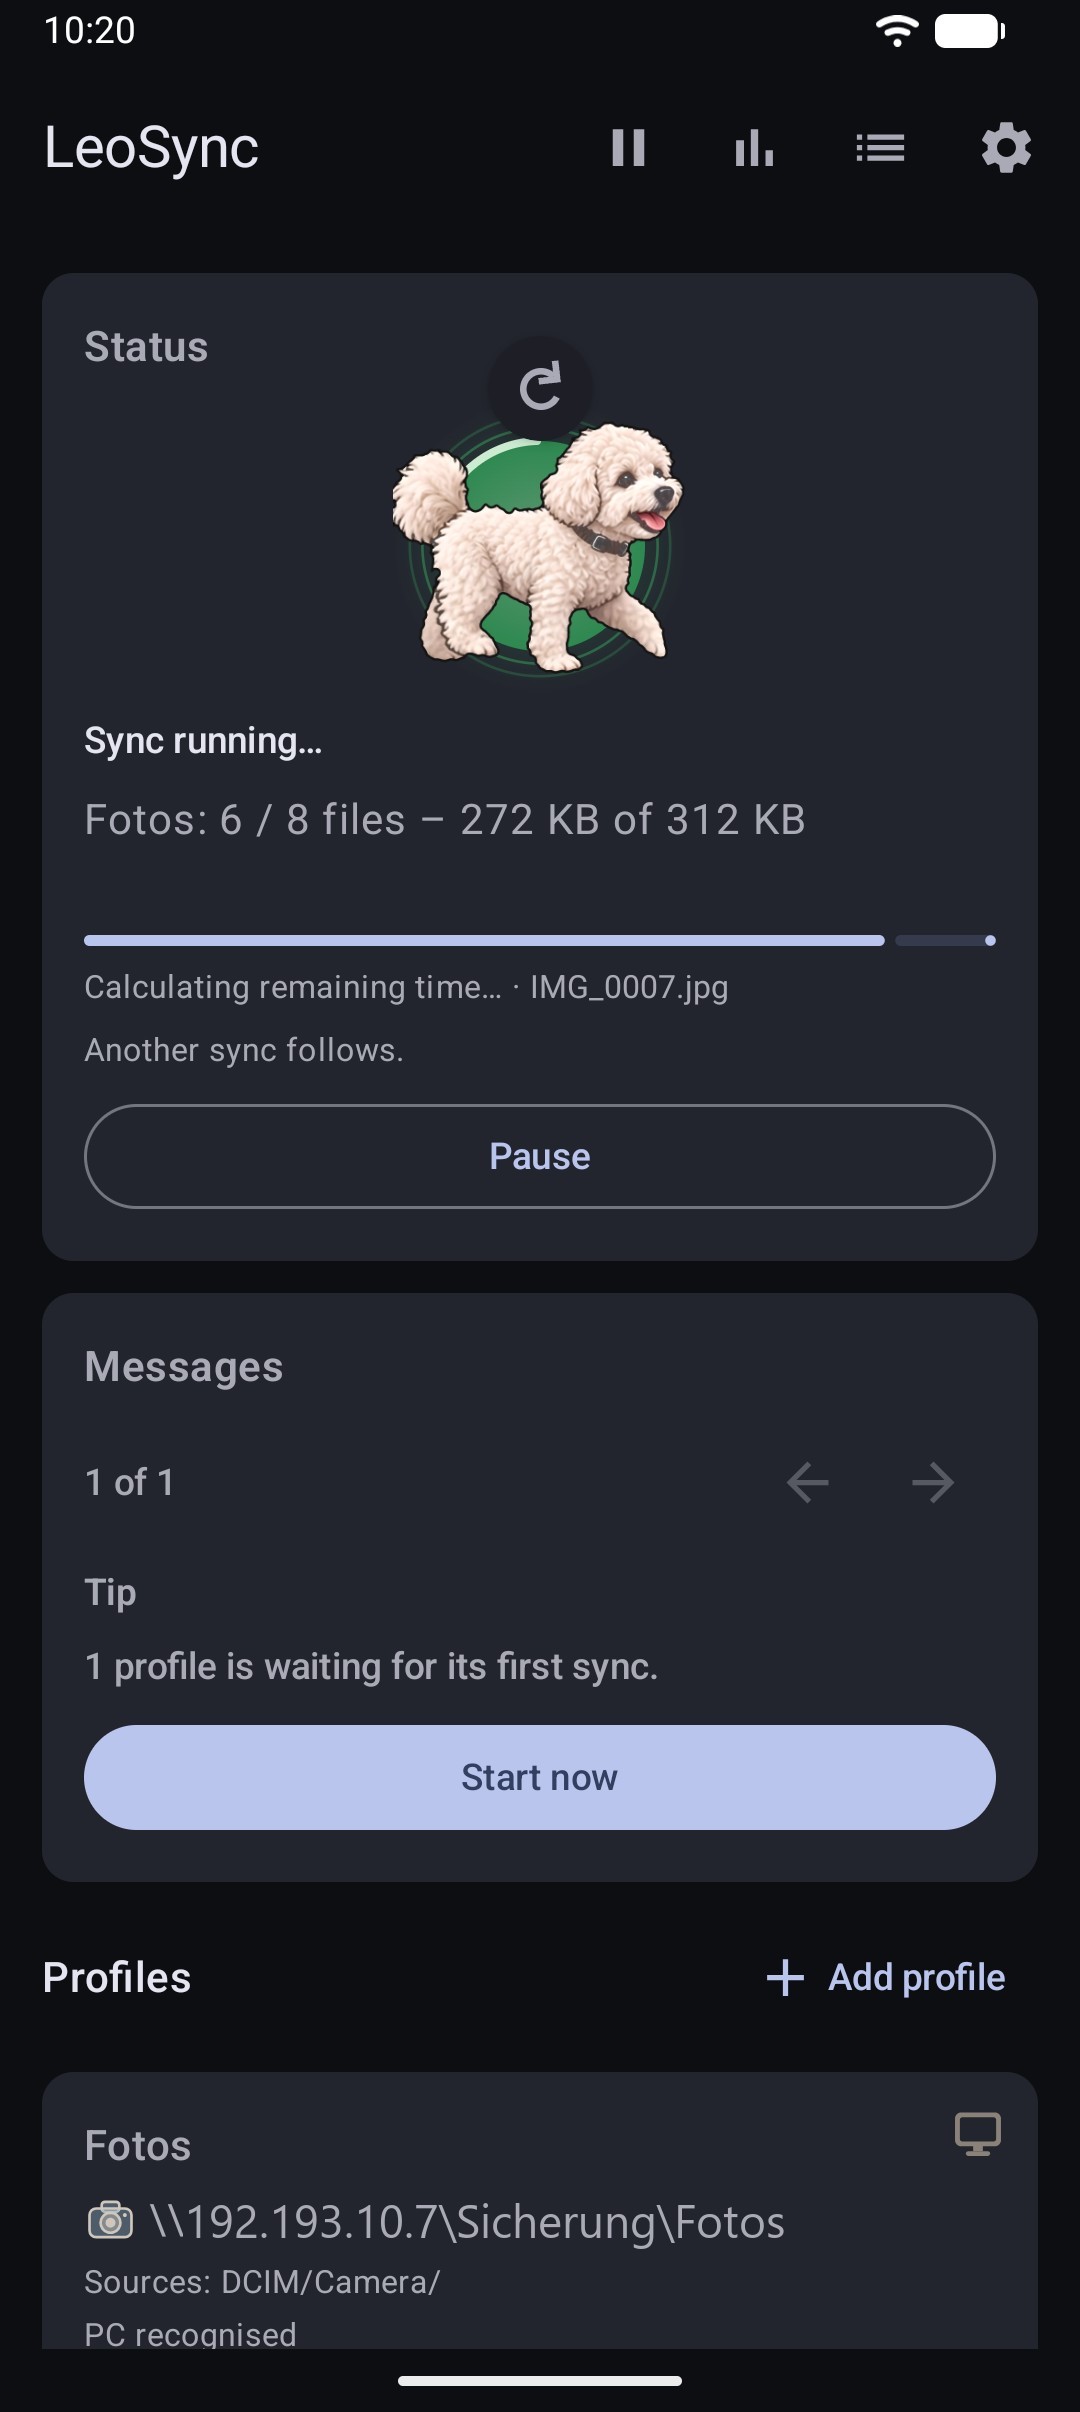 10:20
LeoSync
Status
Sync running…
Fotos: 6 / 8 files – 272 KB of 312 KB
Calculating remaining time… · IMG_0007.jpg
Another sync follows.
Pause
Messages
1 of 1
Tip
1 profile is waiting for its first sync.
Start now
Profiles
Add profile
Fotos
\\192.193.10.7\Sicherung\Fotos
Sources: DCIM/Camera/
PC recognised